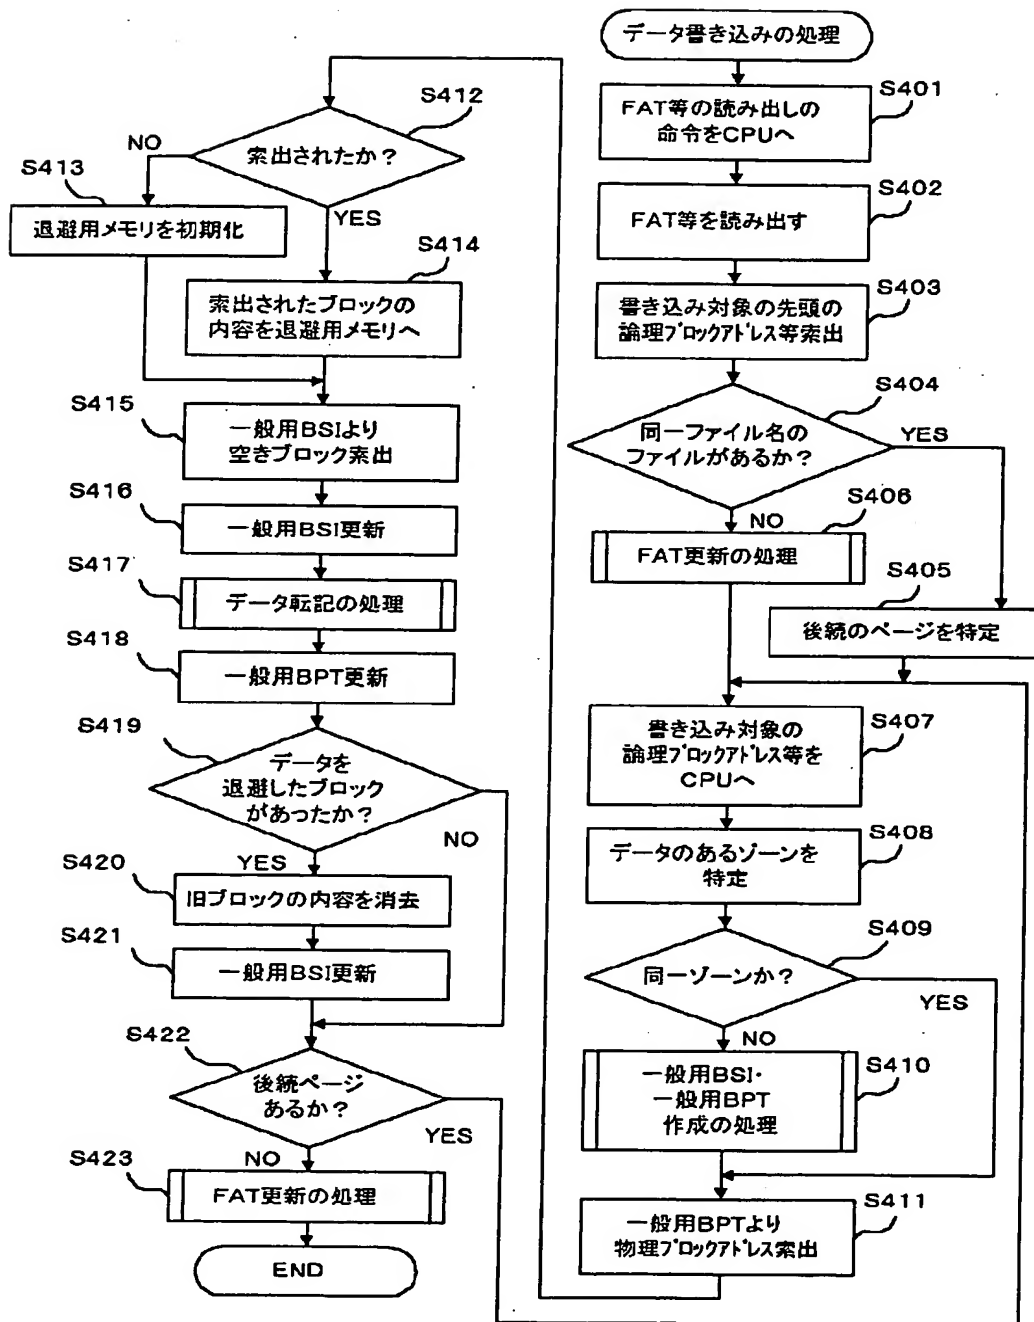 データ書き込みの処理
S401
FAT等の読み出しの
命令をCPUへ
S402
FAT等を読み出す
S403
書き込み対象の先頭の
論理ブロックアドレス等索出
S404
同一ファイル名の
ファイルがあるか?
YES
NO
S406
FAT更新の処理
S405
後続のページを特定
S407
書き込み対象の
論理ブロックアドレス等を
CPUへ
S408
データのあるゾーンを
特定
S409
同一ゾーンか?
YES
NO
S410
一般用BSI・
一般用BPT
作成の処理
S411
一般用BPTより
物理ブロックアドレス索出
S412
索出されたか?
NO
YES
S413
退避用メモリを初期化
S414
索出されたブロックの
内容を退避用メモリへ
S415
一般用BSIより
空きブロック索出
S416
一般用BSI更新
S417
データ転記の処理
S418
一般用BPT更新
S419
データを
退避したブロック
があったか?
NO
YES
S420
旧ブロックの内容を消去
S421
一般用BSI更新
S422
後続ページ
あるか?
YES
NO
S423
FAT更新の処理
END